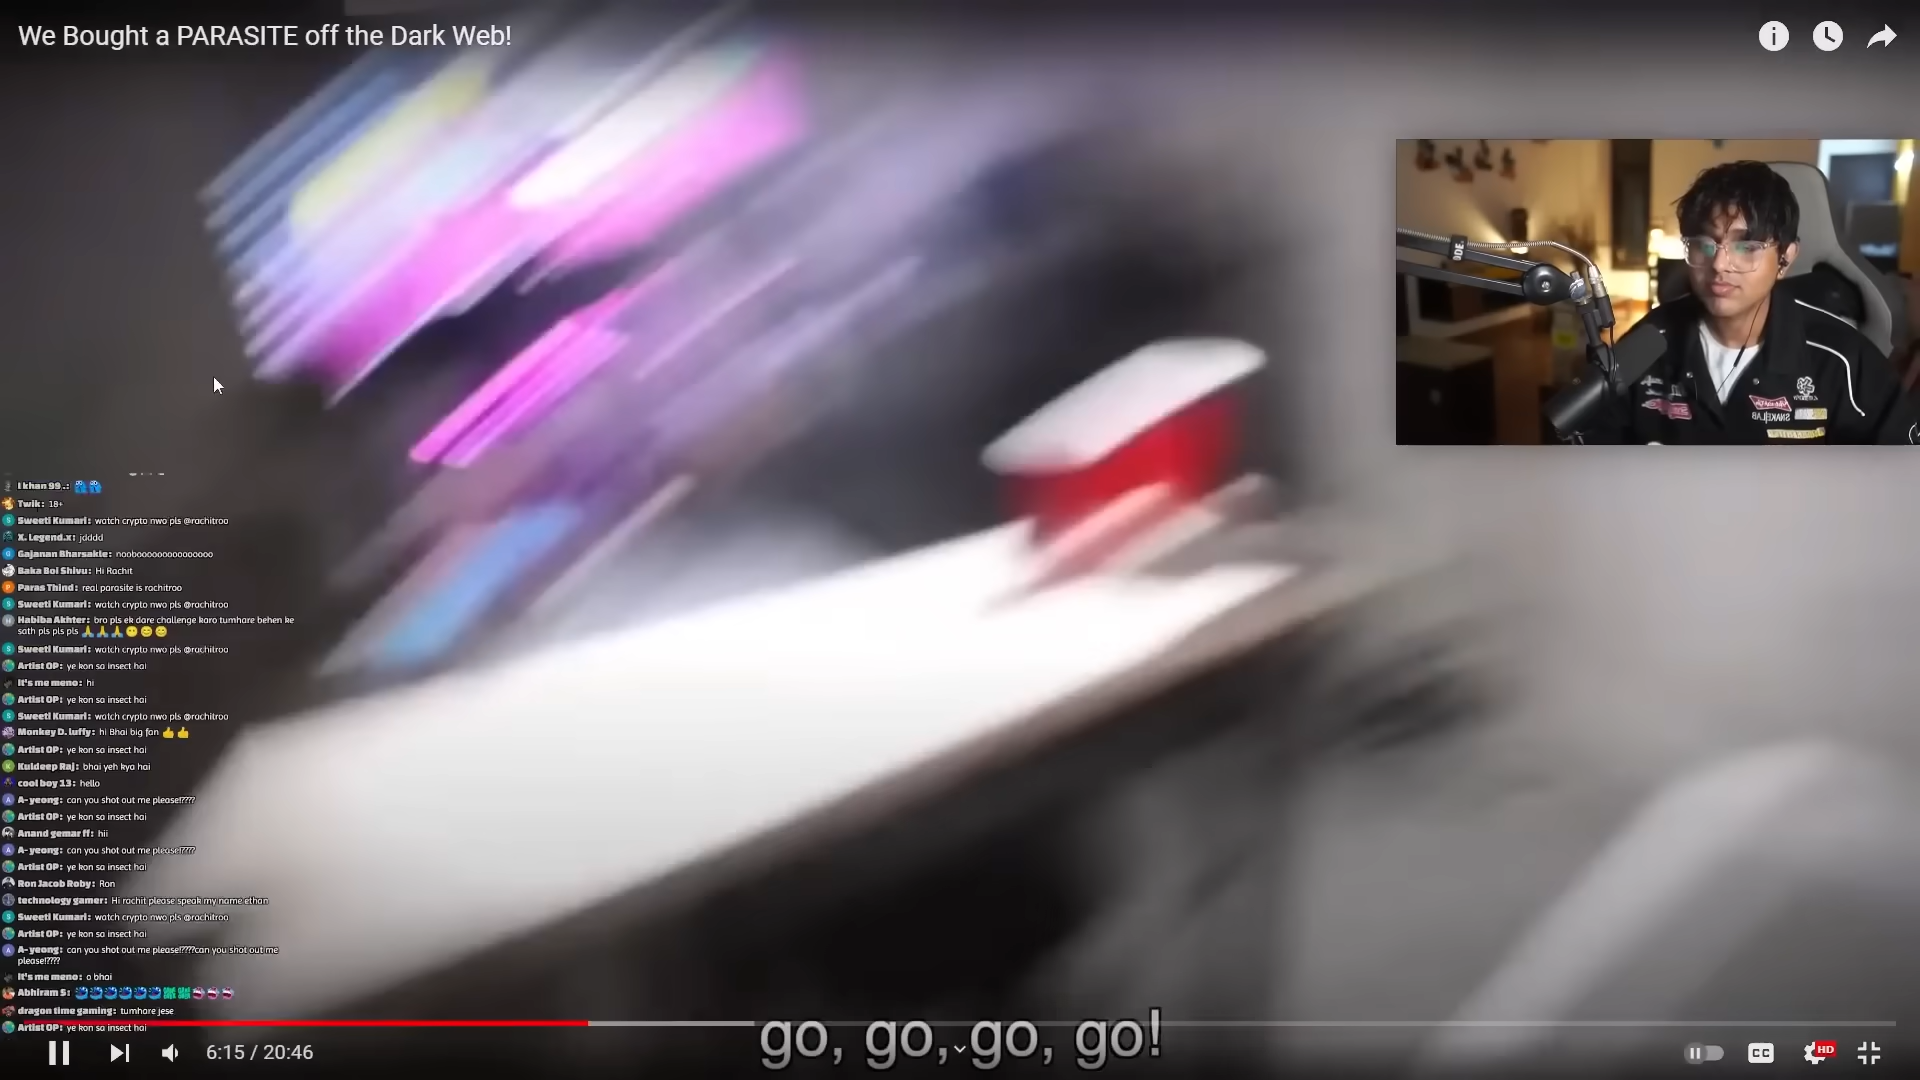 We Bought a PARASITE off the Dark Web!
I khan 99.:
Twik: 18+
Sweeti Kumari: watch crypto nwo pls @rachitroo
X. Legend.x: jdddd
Gajanan Bharsakle: noobooooooooooooooo
Baka Boi Shivu: Hi Rachit
Paras Thind: real parasite is rachitroo
Sweeti Kumari: watch crypto nwo pls @rachitroo
Habiba Akhter: bro pls ek dare challenge karo tumhare behen ke
sath pls pls pls 🙏🙏🙏😶😊😊
Sweeti Kumari: watch crypto nwo pls @rachitroo
Artist OP: ye kon sa insect hai
It's me meno: hi
Artist OP: ye kon sa insect hai
Sweeti Kumari: watch crypto nwo pls @rachitroo
Monkey D. luffy: hi Bhai big fan 👍👍
Artist OP: ye kon sa insect hai
Kuldeep Raj: bhai yeh kya hai
cool boy 13: hello
A-yeong: can you shot out me please!????
Artist OP: ye kon sa insect hai
Anand gemar ff: hii
A-yeong: can you shot out me please!????
Artist OP: ye kon sa insect hai
Ron Jacob Roby: Ron
technology gamer: Hi rachit please speak my name ethan
Sweeti Kumari: watch crypto nwo pls @rachitroo
Artist OP: ye kon sa insect hai
A-yeong: can you shot out me please!????can you shot out me
please!????
It's me meno: o bhai
Abhiram S:
dragon time gaming: tumhare jese
Artist OP: ye kon sa insect hai
go, go, go, go!
6:15 / 20:46
CC
HD